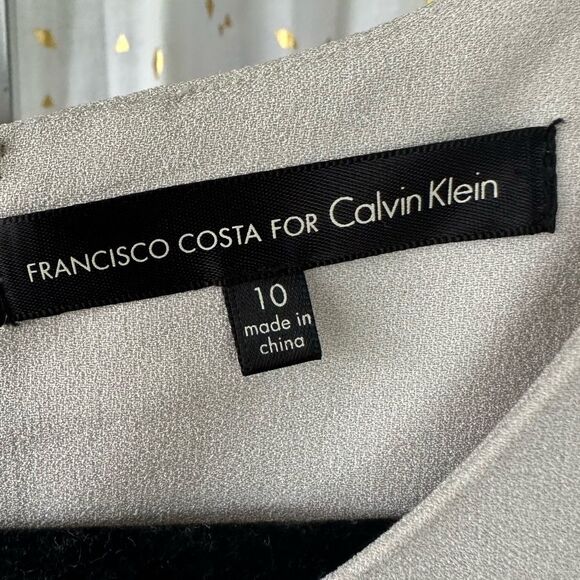 FRANCISCO COSTA FOR Calvin Klein
10
made in
china